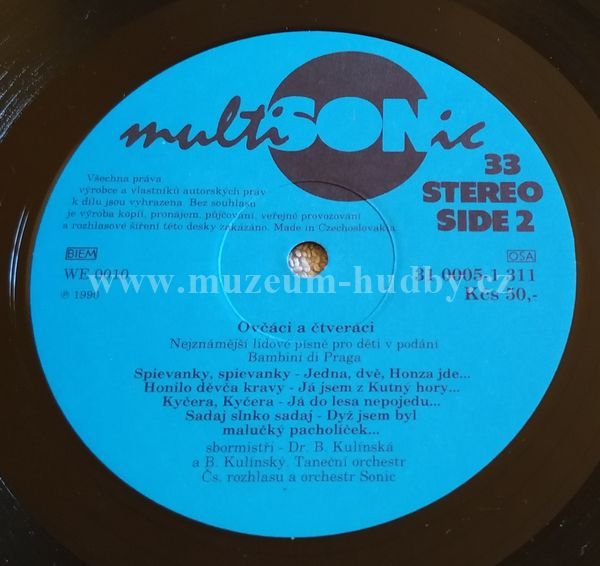 multiSONic
33
STEREO
SIDE 2
Všechna práva
výrobce a vlastníků autorských práv
k dílu jsou vyhrazena. Bez souhlasu
je výroba kopií, pronájem, půjčování, veřejné provozování
a rozhlasové šíření této desky zakázáno. Made in Czechoslovakia
BIEM
OSA
WE 0010
31 0005-1 311
www.muzeum-hudby.cz
℗ 1990
Kčs 50,-
Ovčáci a čtveráci
Nejznámější lidové písně pro děti v podání
Bambini di Praga
Spievanky, spievanky - Jedna, dvě, Honza jde...
Honilo děvča kravy - Já jsem z Kutný hory...
Kyčera, Kyčera - Já do lesa nepojedu...
Sadaj slnko sadaj - Dyž jsem byl
malučký pacholíček...
sbormistři - Dr. B. Kulínská
a B. Kulínský. Taneční orchestr
Čs. rozhlasu a orchestr Sonic